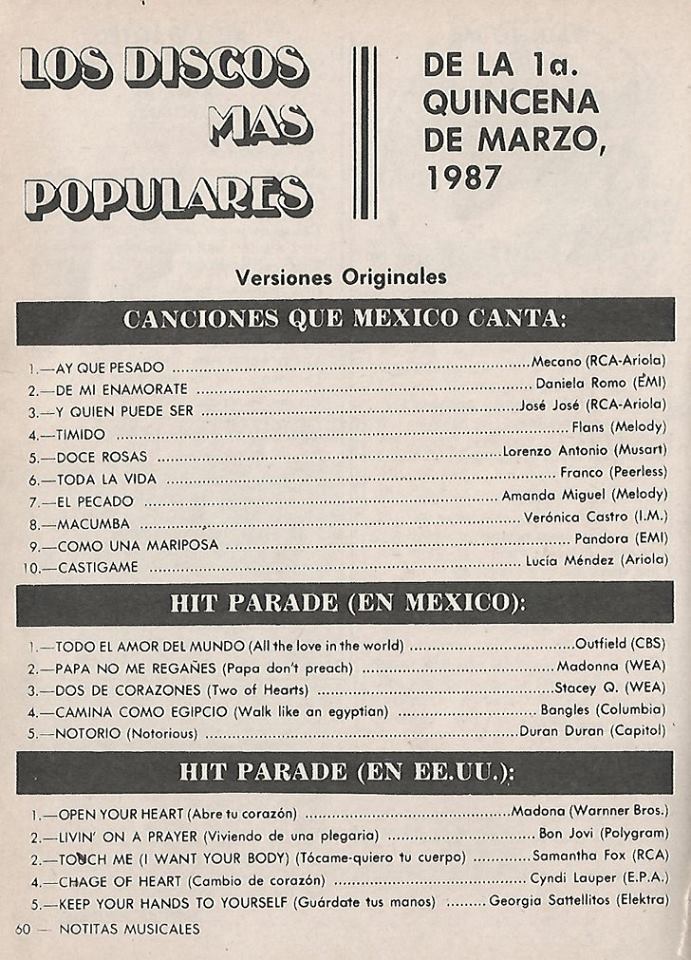 LOS DISCOS
MAS
POPULARES
DE LA 1a.
QUINCENA
DE MARZO,
1987
Versiones Originales
CANCIONES QUE MEXICO CANTA:
1.—AY QUE PESADO ........ Mecano (RCA-Ariola)
2.—DE MI ENAMORATE ........ Daniela Romo (EMI)
3.—Y QUIEN PUEDE SER ........ José José (RCA-Ariola)
4.—TIMIDO ........ Flans (Melody)
5.—DOCE ROSAS ........ Lorenzo Antonio (Musart)
6.—TODA LA VIDA ........ Franco (Peerless)
7.—EL PECADO ........ Amanda Miguel (Melody)
8.—MACUMBA ........ Verónica Castro (I.M.)
9.—COMO UNA MARIPOSA ........ Pandora (EMI)
10.—CASTIGAME ........ Lucía Méndez (Ariola)
HIT PARADE (EN MEXICO):
1.—TODO EL AMOR DEL MUNDO (All the love in the world) ........ Outfield (CBS)
2.—PAPA NO ME REGAÑES (Papa don't preach) ........ Madonna (WEA)
3.—DOS DE CORAZONES (Two of Hearts) ........ Stacey Q. (WEA)
4.—CAMINA COMO EGIPCIO (Walk like an egyptian) ........ Bangles (Columbia)
5.—NOTORIO (Notorious) ........ Duran Duran (Capitol)
HIT PARADE (EN EE.UU.):
1.—OPEN YOUR HEART (Abre tu corazón) ........ Madona (Warnner Bros.)
2.—LIVIN' ON A PRAYER (Viviendo de una plegaria) ........ Bon Jovi (Polygram)
2.—TOUCH ME (I WANT YOUR BODY) (Tócame-quiero tu cuerpo) ........ Samantha Fox (RCA)
4.—CHAGE OF HEART (Cambio de corazón) ........ Cyndi Lauper (E.P.A.)
5.—KEEP YOUR HANDS TO YOURSELF (Guárdate tus manos) ........ Georgia Sattellitos (Elektra)
60 — NOTITAS MUSICALES